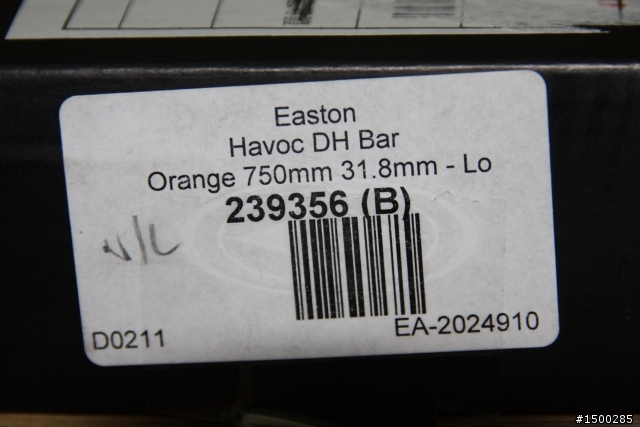 Easton
Havoc DH Bar
Orange 750mm 31.8mm - Lo
239356 (B)
D0211
EA-2024910
#1500285